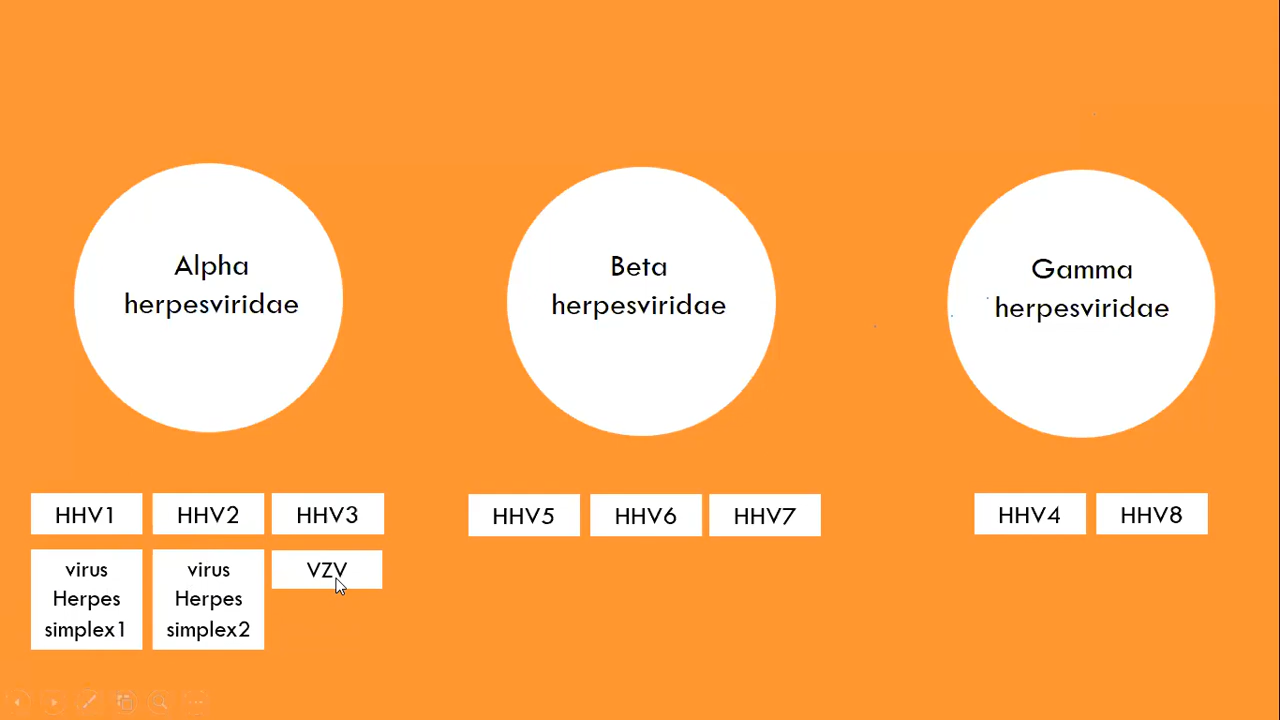 Alpha
herpesviridae
Beta
herpesviridae
Gamma
herpesviridae
HHV1
HHV2
HHV3
HHV5
HHV6
HHV7
HHV4
HHV8
virus
Herpes
simplex1
virus
Herpes
simplex2
VZV